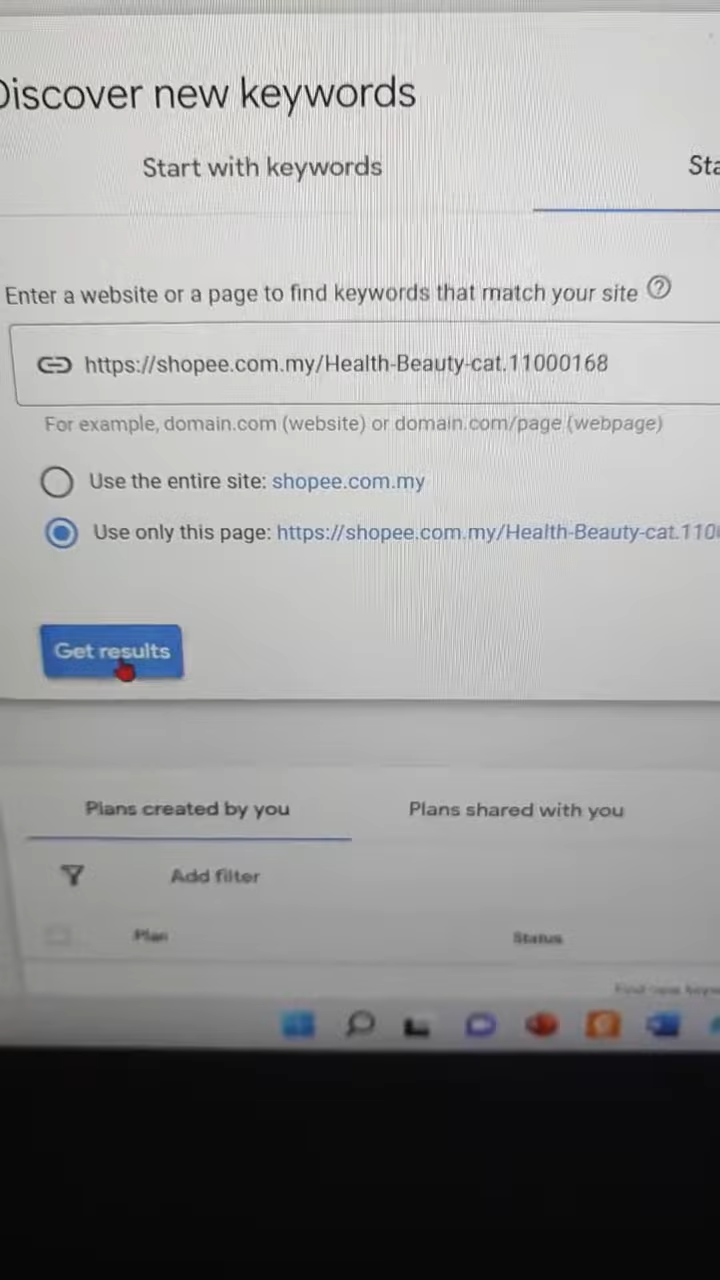 Discover new keywords
Start with keywords
Sta
Enter a website or a page to find keywords that match your site
https://shopee.com.my/Health-Beauty-cat.11000168
For example, domain.com (website) or domain.com/page (webpage)
Use the entire site: shopee.com.my
Use only this page: https://shopee.com.my/Health-Beauty-cat.110
Get results
Plans created by you
Plans shared with you
Add filter
Plan
Status